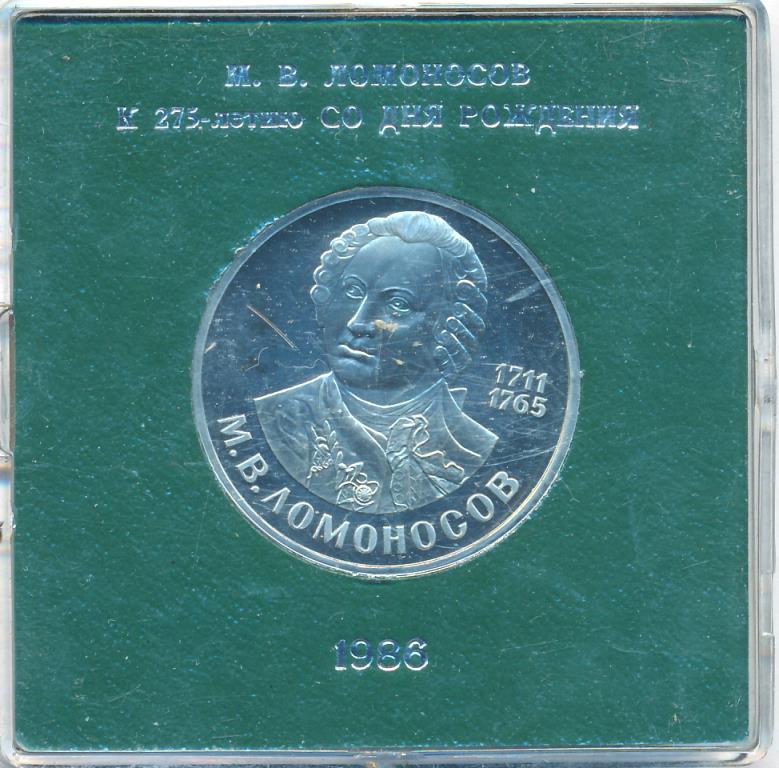 М. В. ЛОМОНОСОВ
К 275-летию СО ДНЯ РОЖДЕНИЯ
1711
1765
М.В.ЛОМОНОСОВ
1986